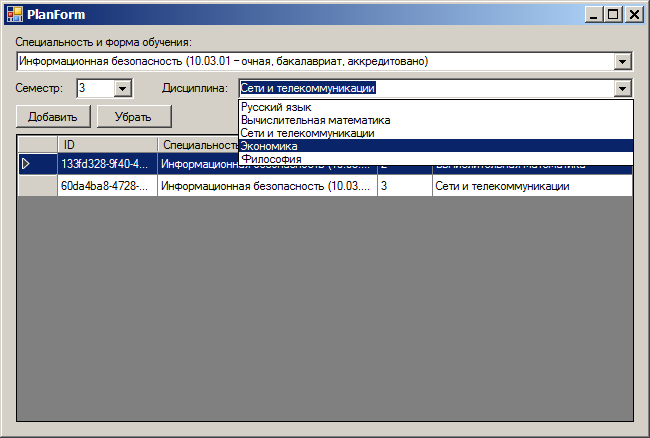 PlanForm
Специальность и форма обучения:
Информационная безопасность (10.03.01 – очная, бакалавриат, аккредитовано)
Семестр: 3 Дисциплина: Сети и телекоммуникации
Русский язык
Вычислительная математика
Сети и телекоммуникации
Экономика
Философия
Добавить Убрать
ID Специальность
133fd328-9f40-4... Информационная безопасность (10.03.... 2 Вычислительная математика
60da4ba8-4728-... Информационная безопасность (10.03.... 3 Сети и телекоммуникации